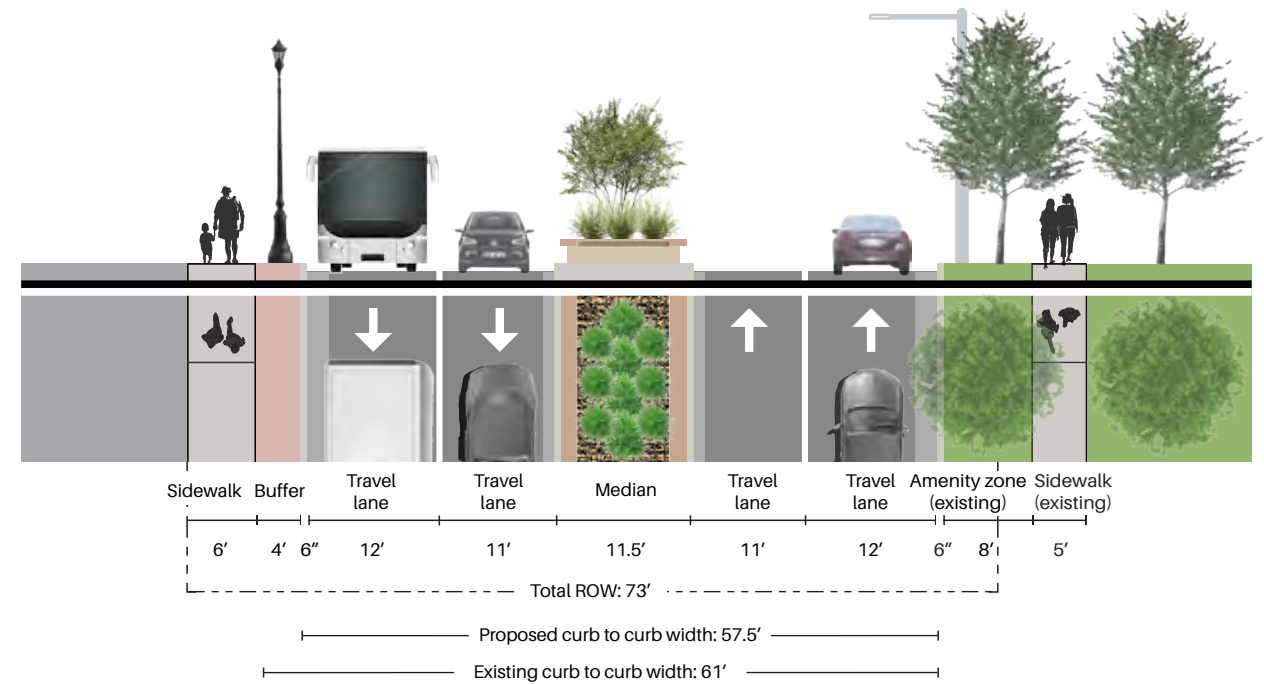 Sidewalk Buffer Travel lane Travel lane Median Travel lane Travel lane Amenity zone (existing) Sidewalk (existing)
6’ 4’ 6” 12’ 11’ 11.5’ 11’ 12’ 6” 8’ 5’
Total ROW: 73’
Proposed curb to curb width: 57.5’
Existing curb to curb width: 61’